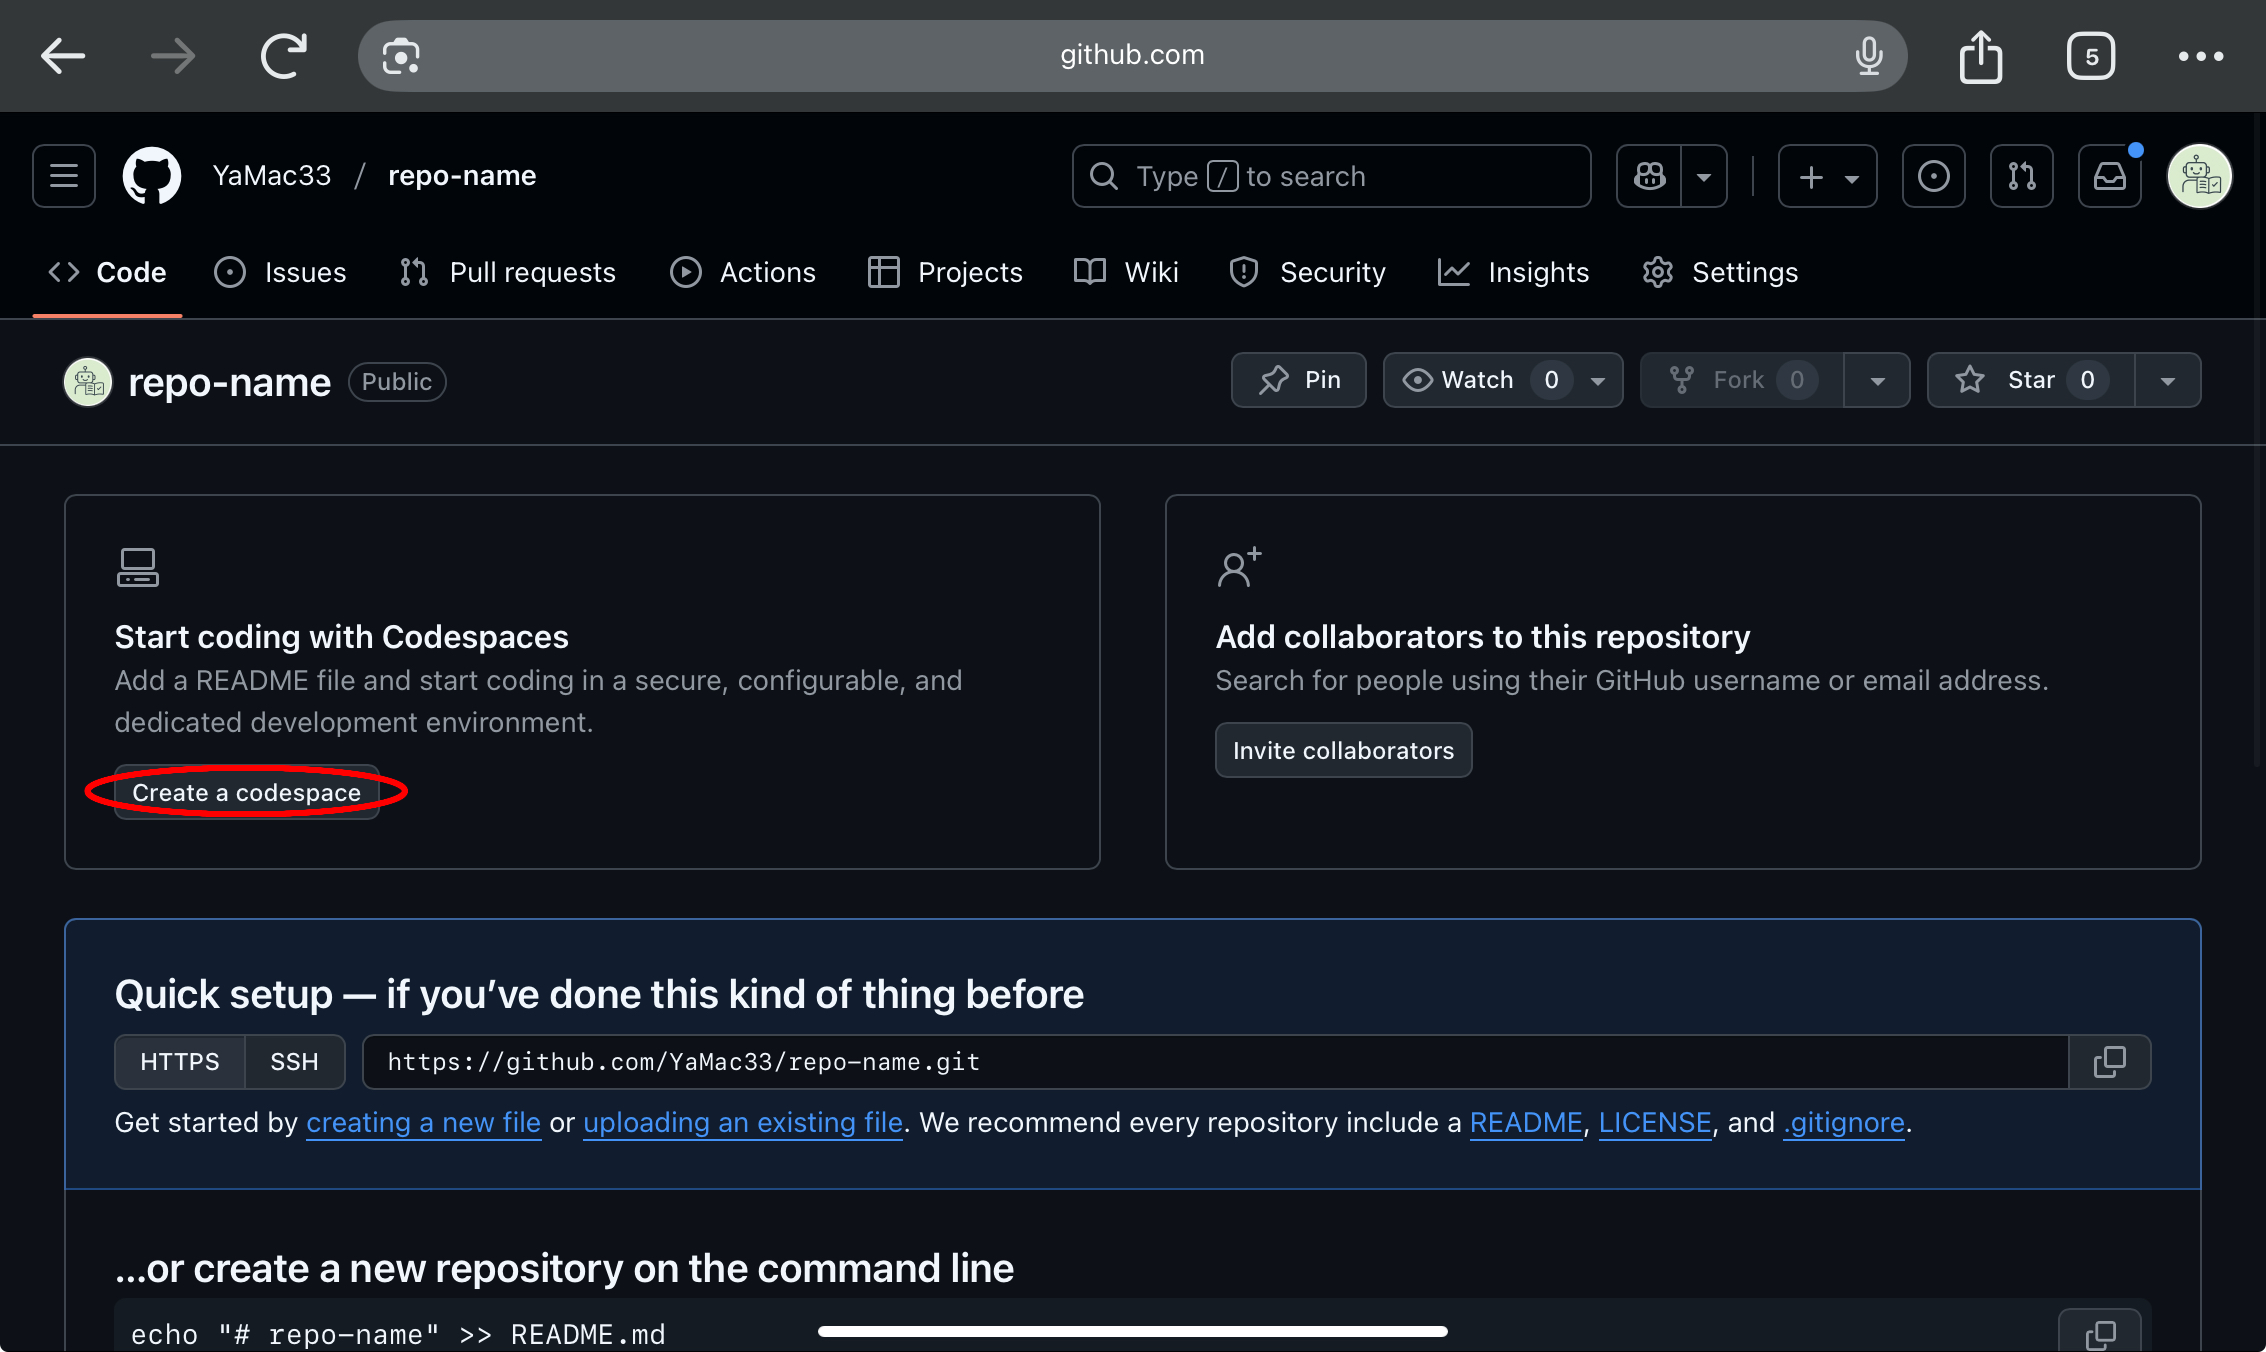 github.com
5
YaMac33 / repo-name
Type / to search
Code Issues Pull requests Actions Projects Wiki Security Insights Settings
repo-name Public
Pin Watch 0 Fork 0 Star 0
Start coding with Codespaces
Add a README file and start coding in a secure, configurable, and
dedicated development environment.
Create a codespace
Add collaborators to this repository
Search for people using their GitHub username or email address.
Invite collaborators
Quick setup — if you’ve done this kind of thing before
HTTPS SSH https://github.com/YaMac33/repo-name.git
Get started by creating a new file or uploading an existing file. We recommend every repository include a README, LICENSE, and .gitignore.
...or create a new repository on the command line
echo "# repo-name" >> README.md